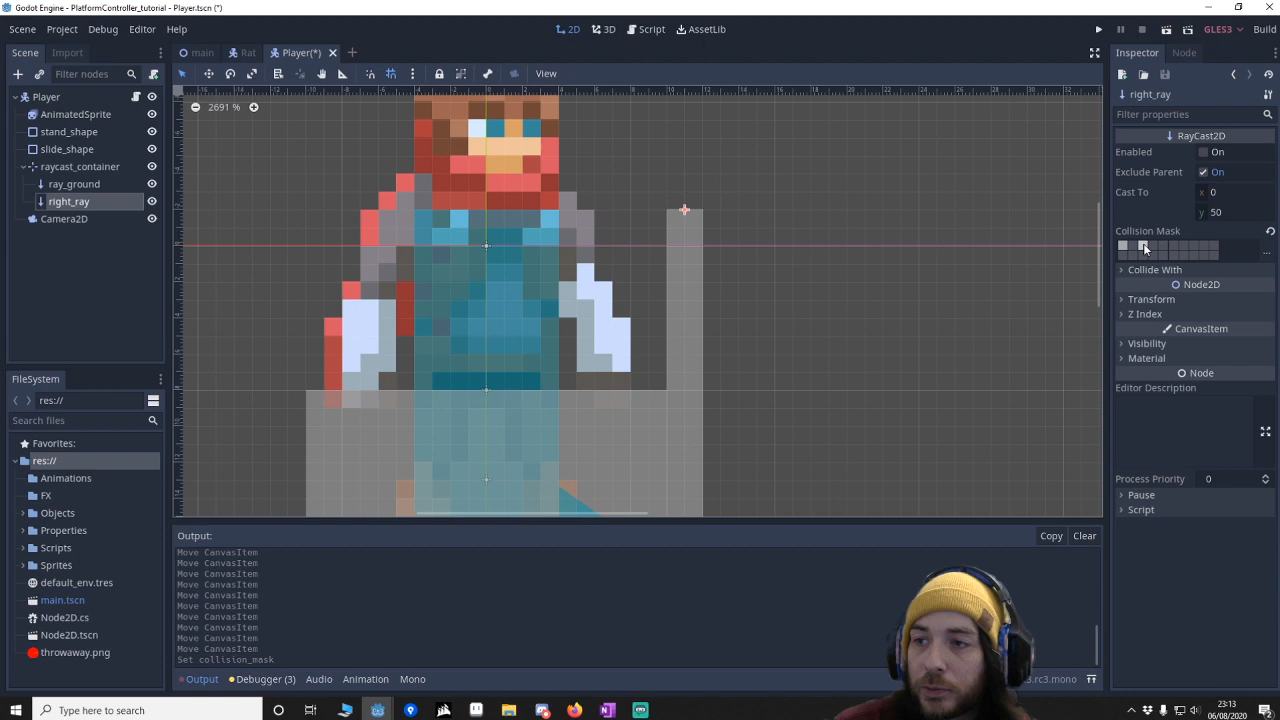 Godot Engine - PlatformController_tutorial - Player.tscn (*)
Scene Project Debug Editor Help
2D 3D Script AssetLib
GLES3 Build
Scene Import
main Rat Player(*)
Inspector Node
Filter nodes
View
Player
AnimatedSprite
stand_shape
slide_shape
raycast_container
ray_ground
right_ray
Camera2D
2691 %
right_ray
Filter properties
RayCast2D
Enabled On
Exclude Parent On
Cast To x 0
y 50
Collision Mask
...
Collide With
Node2D
Transform
Z Index
CanvasItem
Visibility
Material
Node
Editor Description
Process Priority 0
Pause
Script
FileSystem
res://
Search files
Favorites:
res://
Animations
FX
Objects
Properties
Scripts
Sprites
default_env.tres
main.tscn
Node2D.cs
Node2D.tscn
throwaway.png
Output:
Copy Clear
Move CanvasItem
Move CanvasItem
Move CanvasItem
Move CanvasItem
Move CanvasItem
Move CanvasItem
Move CanvasItem
Move CanvasItem
Move CanvasItem
Set collision_mask
Output Debugger (3) Audio Animation Mono
.rc3.mono
Type here to search
23:13
06/08/2020